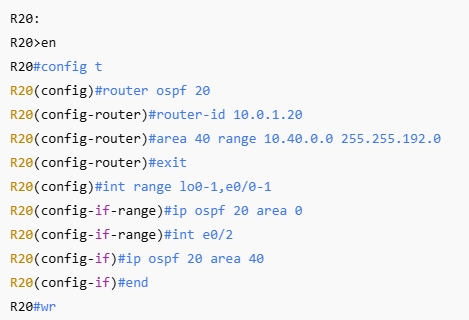 R20:
R20>en
R20#config t
R20(config)#router ospf 20
R20(config-router)#router-id 10.0.1.20
R20(config-router)#area 40 range 10.40.0.0 255.255.192.0
R20(config-router)#exit
R20(config)#int range lo0-1,e0/0-1
R20(config-if-range)#ip ospf 20 area 0
R20(config-if-range)#int e0/2
R20(config-if)#ip ospf 20 area 40
R20(config-if)#end
R20#wr